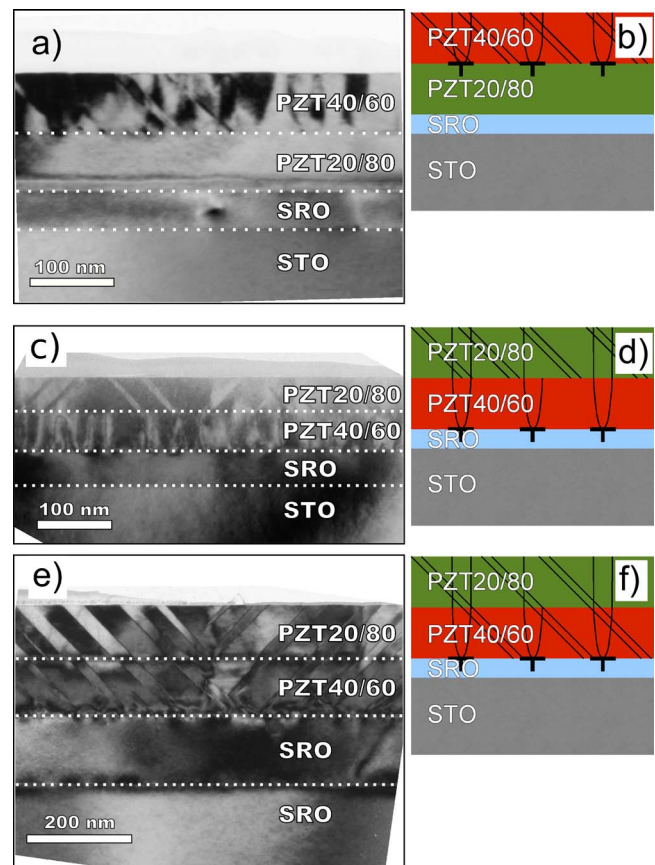 a)
PZT40/60
PZT20/80
SRO
STO
100 nm
b)
PZT40/60
PZT20/80
SRO
STO
c)
PZT20/80
PZT40/60
SRO
STO
100 nm
d)
PZT20/80
PZT40/60
SRO
STO
e)
PZT20/80
PZT40/60
SRO
SRO
200 nm
f)
PZT20/80
PZT40/60
SRO
STO